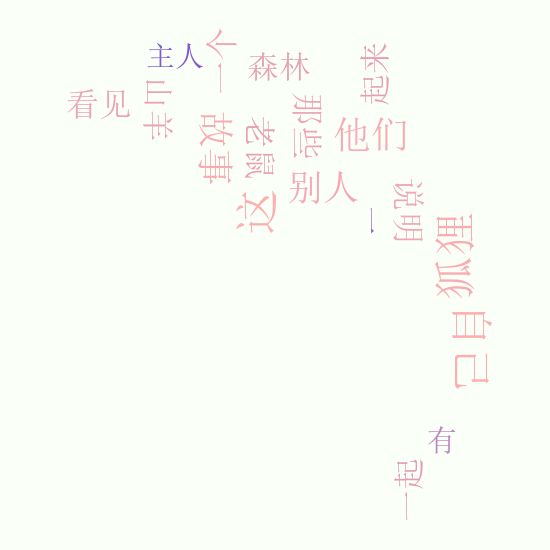 主人
一个
森林
起来
看见
山羊
故事
老鼠
那些
他们
这
别人
一
说明
狐狸
自己
有
一起